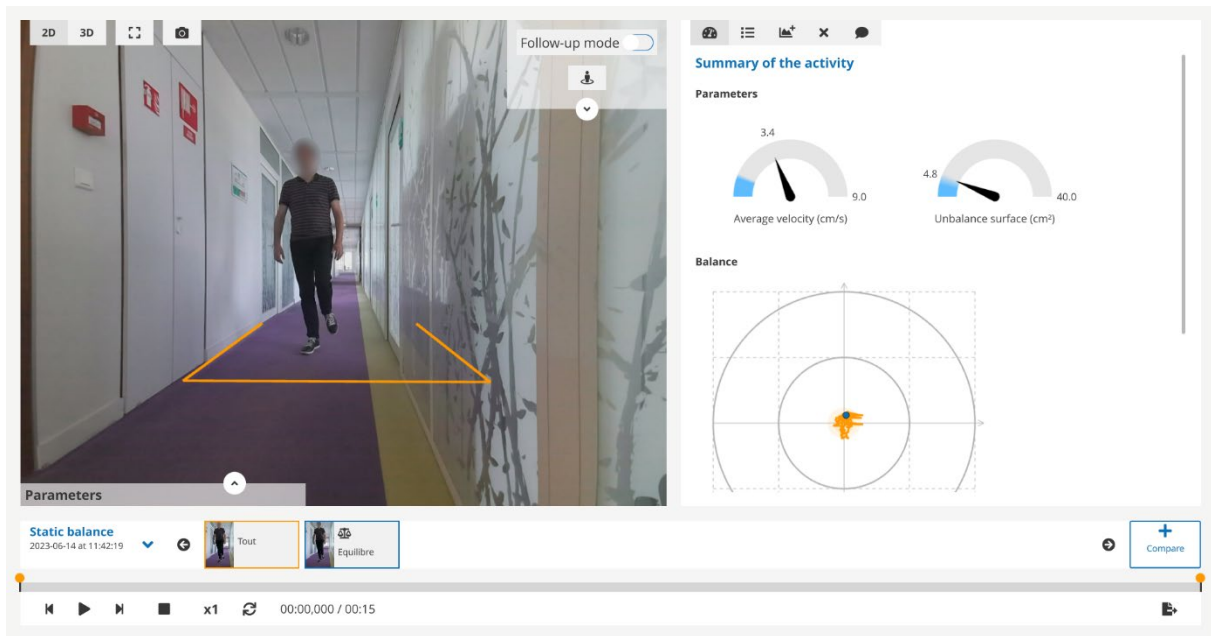 2D 3D
Follow-up mode
Summary of the activity
Parameters
3.4
9.0
Average velocity (cm/s)
4.8
40.0
Unbalance surface (cm²)
Balance
Parameters
Static balance
2023-06-14 at 11:42:19
Tout
Equilibre
Compare
x1
00:00,000 / 00:15